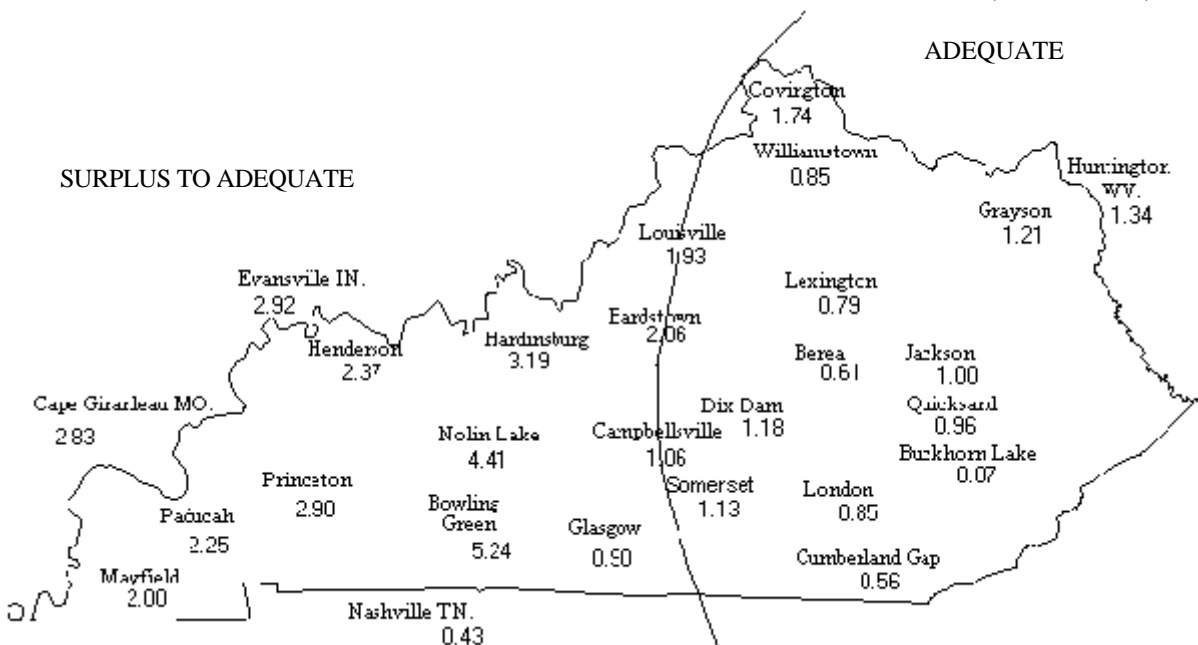 ADEQUATE
Covington
1.74
Williamstown
0.85
SURPLUS TO ADEQUATE
Huntington
WV.
1.34
Grayson
1.21
Louisville
1.93
Evansville IN.
2.92
Lexington
0.79
Bardstown
2.06
Henderson
2.37
Hardinsburg
3.19
Berea
0.61
Jackson
1.00
Cape Girardeau MO.
2.83
Nolin Lake
4.41
Campbellsville
1.06
Dix Dam
1.18
Quicksand
0.96
Buckhorn Lake
0.07
Princeton
2.90
Somerset
1.13
London
0.85
Paducah
2.25
Bowling
Green
5.24
Glasgow
0.90
Mayfield
2.00
Cumberland Gap
0.56
Nashville TN.
0.43